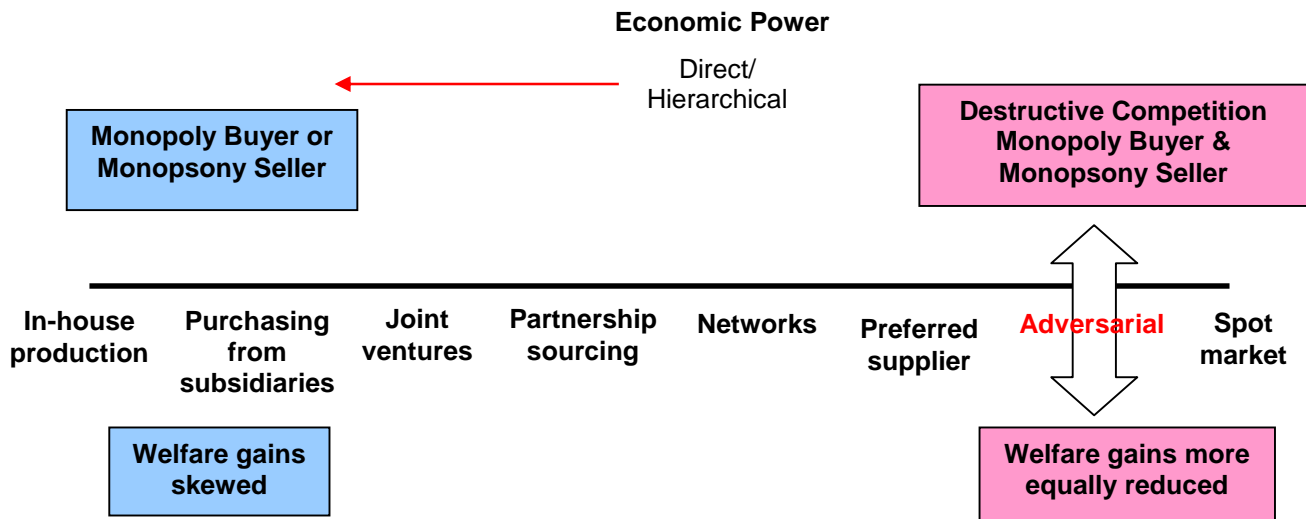 Economic Power
Direct/
Hierarchical
Monopoly Buyer or
Monopsony Seller
Destructive Competition
Monopoly Buyer &
Monopsony Seller
In-house
production
Purchasing
from
subsidiaries
Joint
ventures
Partnership
sourcing
Networks
Preferred
supplier
Adversarial
Spot
market
Welfare gains
skewed
Welfare gains more
equally reduced